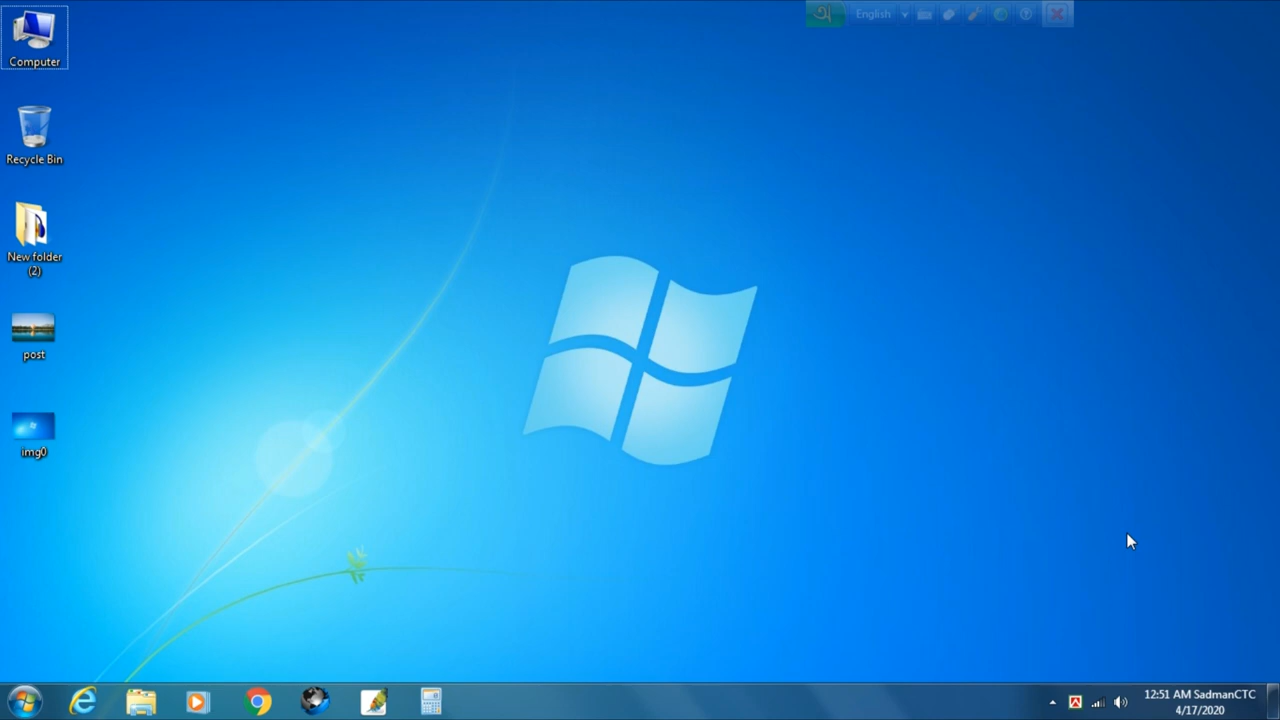 Computer
English
Recycle Bin
New folder
(2)
post
img0
12:51 AM SadmanCTC
4/17/2020